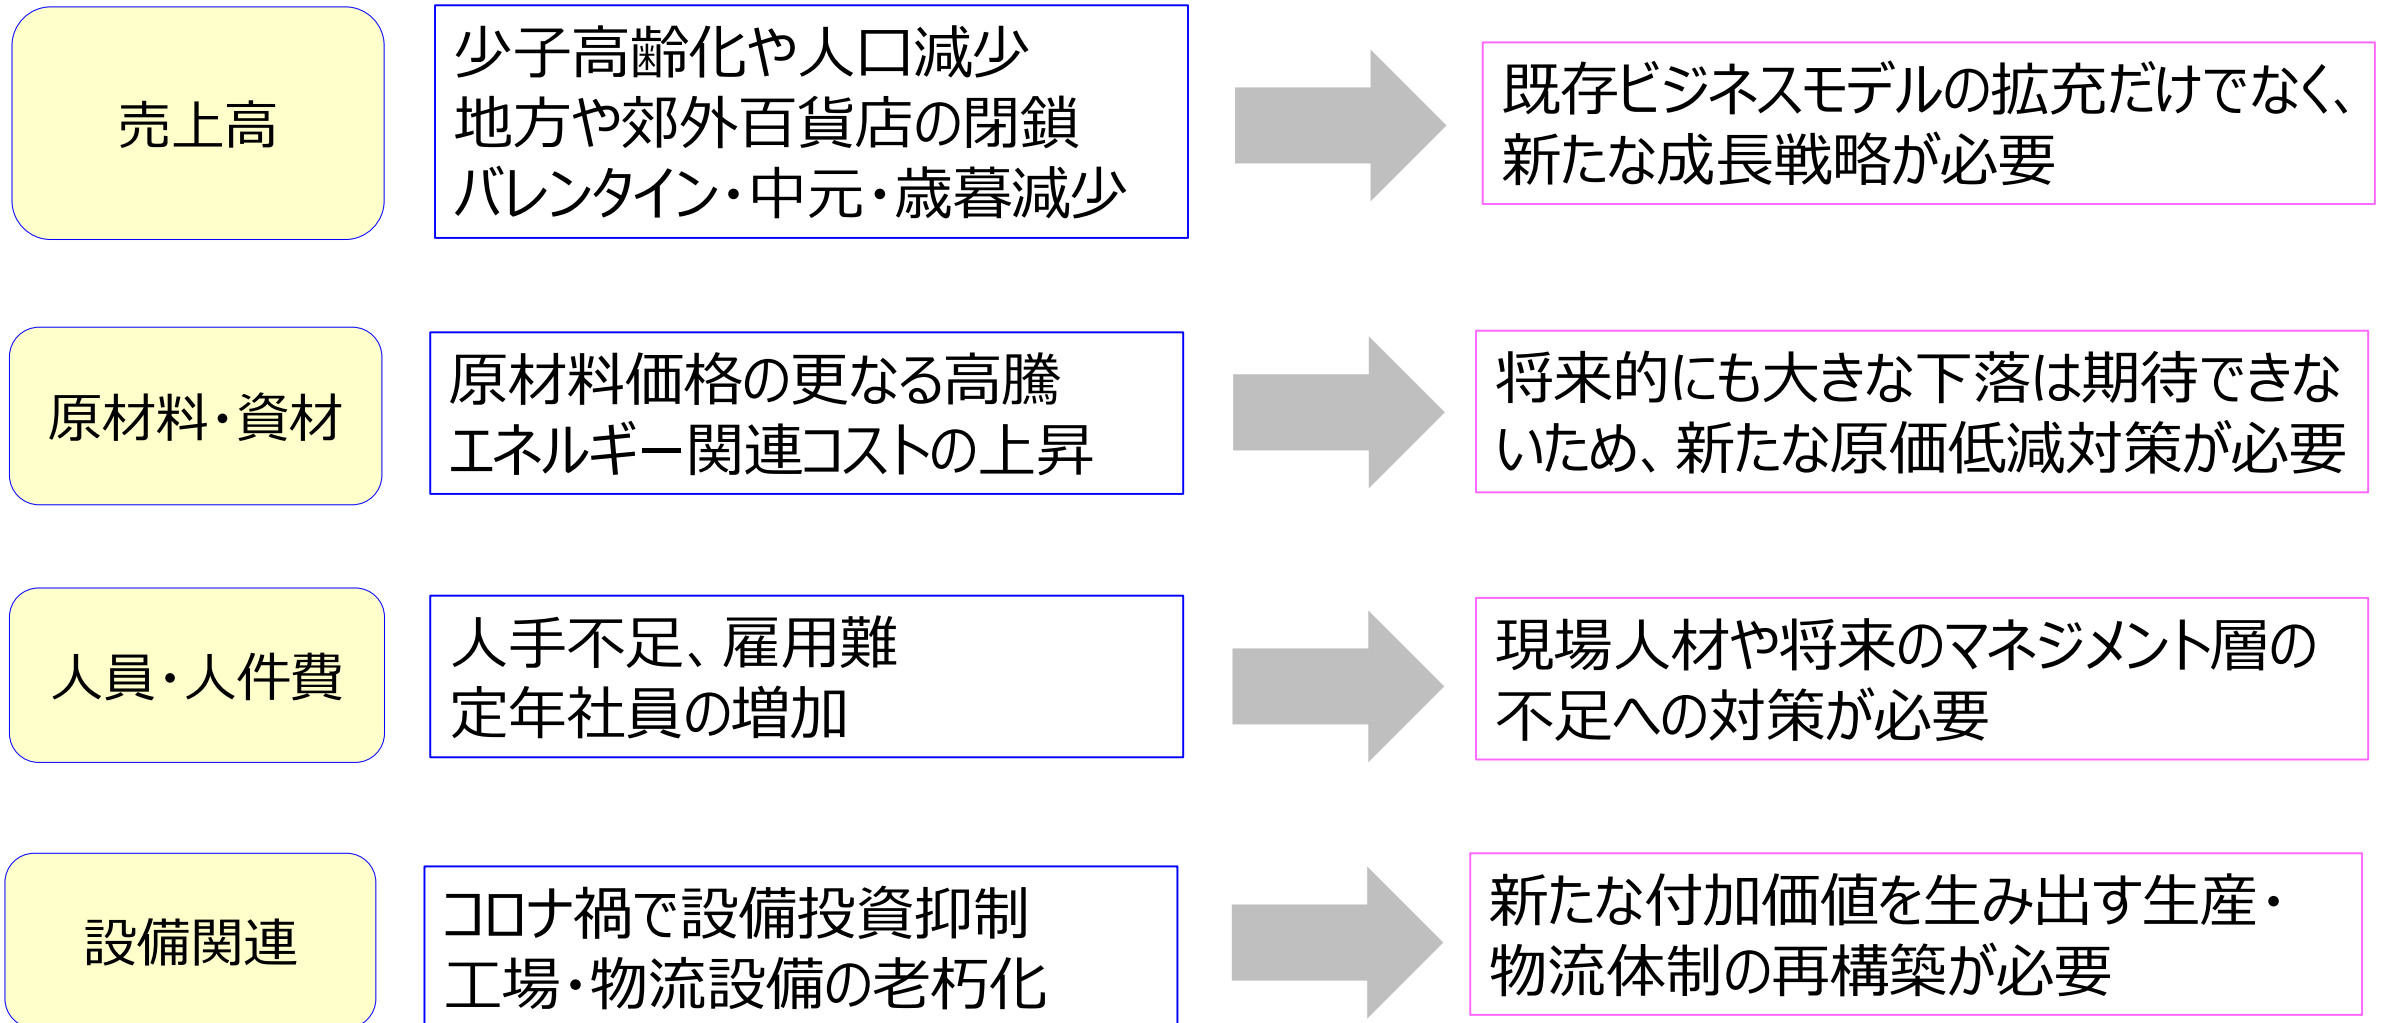 売上高
少子高齢化や人口減少
地方や郊外百貨店の閉鎖
バレンタイン・中元・歳暮減少
既存ビジネスモデルの拡充だけでなく、
新たな成長戦略が必要
原材料・資材
原材料価格の更なる高騰
エネルギー関連コストの上昇
将来的にも大きな下落は期待できな
いため、新たな原価低減対策が必要
人員・人件費
人手不足、雇用難
定年社員の増加
現場人材や将来のマネジメント層の
不足への対策が必要
設備関連
コロナ禍で設備投資抑制
工場・物流設備の老朽化
新たな付加価値を生み出す生産・
物流体制の再構築が必要